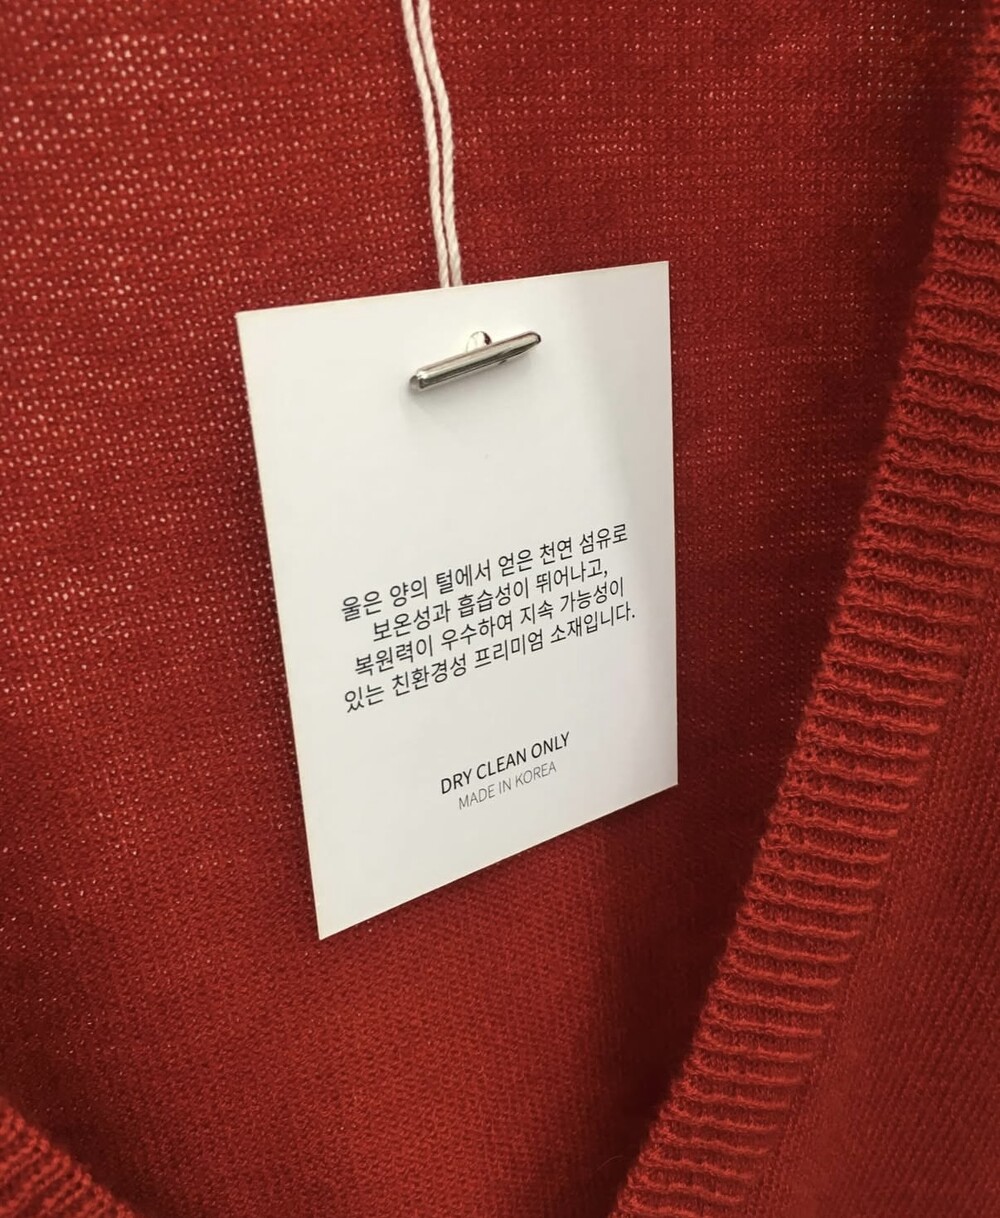 울은 양의 털에서 얻은 천연 섬유로
보온성과 흡습성이 뛰어나고,
복원력이 우수하여 지속 가능성이
있는 친환경성 프리미엄 소재입니다.
DRY CLEAN ONLY
MADE IN KOREA